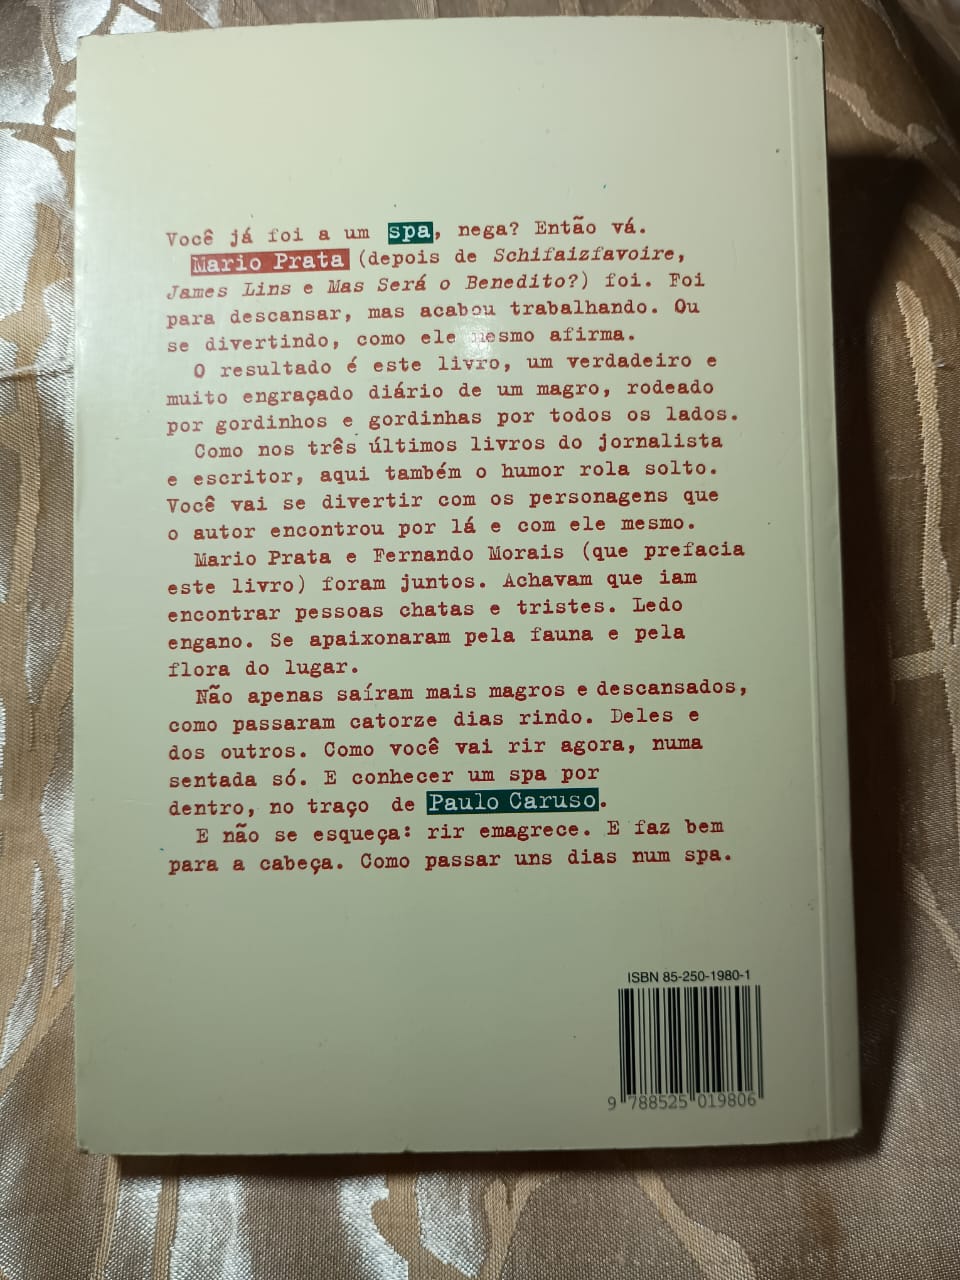 Você já foi a um spa, nega? Então vá.
Mario Prata (depois de Schifaizfavoire,
James Lins e Mas Será o Benedito?) foi. Foi
para descansar, mas acabou trabalhando. Ou
se divertindo, como ele mesmo afirma.
O resultado é este livro, um verdadeiro e
muito engraçado diário de um magro, rodeado
por gordinhos e gordinhas por todos os lados.
Como nos três últimos livros do jornalista
e escritor, aqui também o humor rola solto.
Você vai se divertir com os personagens que
o autor encontrou por lá e com ele mesmo.
Mario Prata e Fernando Morais (que prefacia
este livro) foram juntos. Achavam que iam
encontrar pessoas chatas e tristes. Ledo
engano. Se apaixonaram pela fauna e pela
flora do lugar.
Não apenas saíram mais magros e descansados,
como passaram catorze dias rindo. Deles e
dos outros. Como você vai rir agora, numa
sentada só. E conhecer um spa por
dentro, no traço de Paulo Caruso.
E não se esqueça: rir emagrece. E faz bem
para a cabeça. Como passar uns dias num spa.
ISBN 85-250-1980-1
9 788525 019806